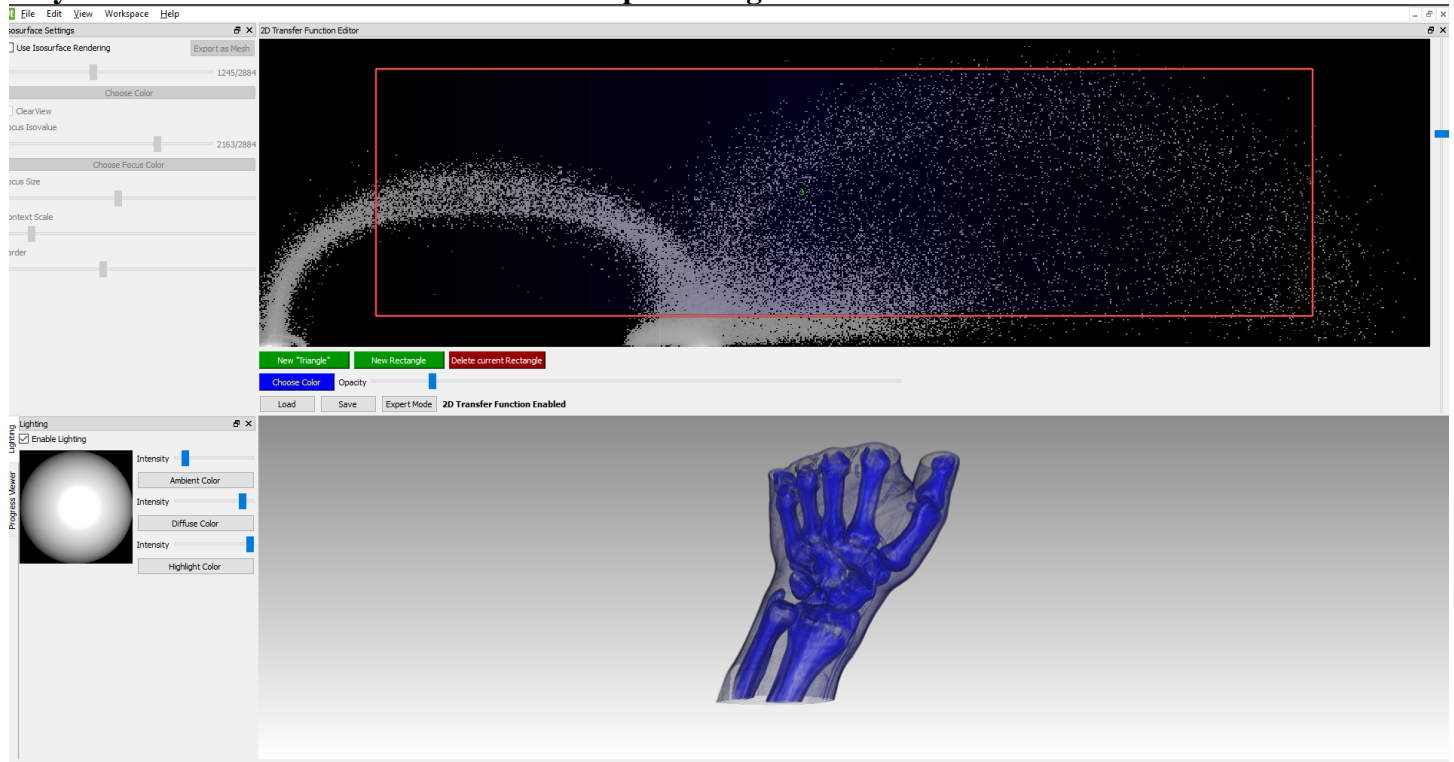 File Edit View Workspace Help
Isosurface Settings
2D Transfer Function Editor
Use Isosurface Rendering
Export as Mesh
1245/2884
Choose Color
ClearView
ocus Isovalue
2163/2884
Choose Focus Color
ocus Size
ontext Scale
order
New "Triangle"
New Rectangle
Delete current Rectangle
Choose Color
Opacity
Load
Save
Expert Mode
2D Transfer Function Enabled
Lighting
Progress Viewer
Lighting
Enable Lighting
Intensity
Ambient Color
Intensity
Diffuse Color
Intensity
Highlight Color